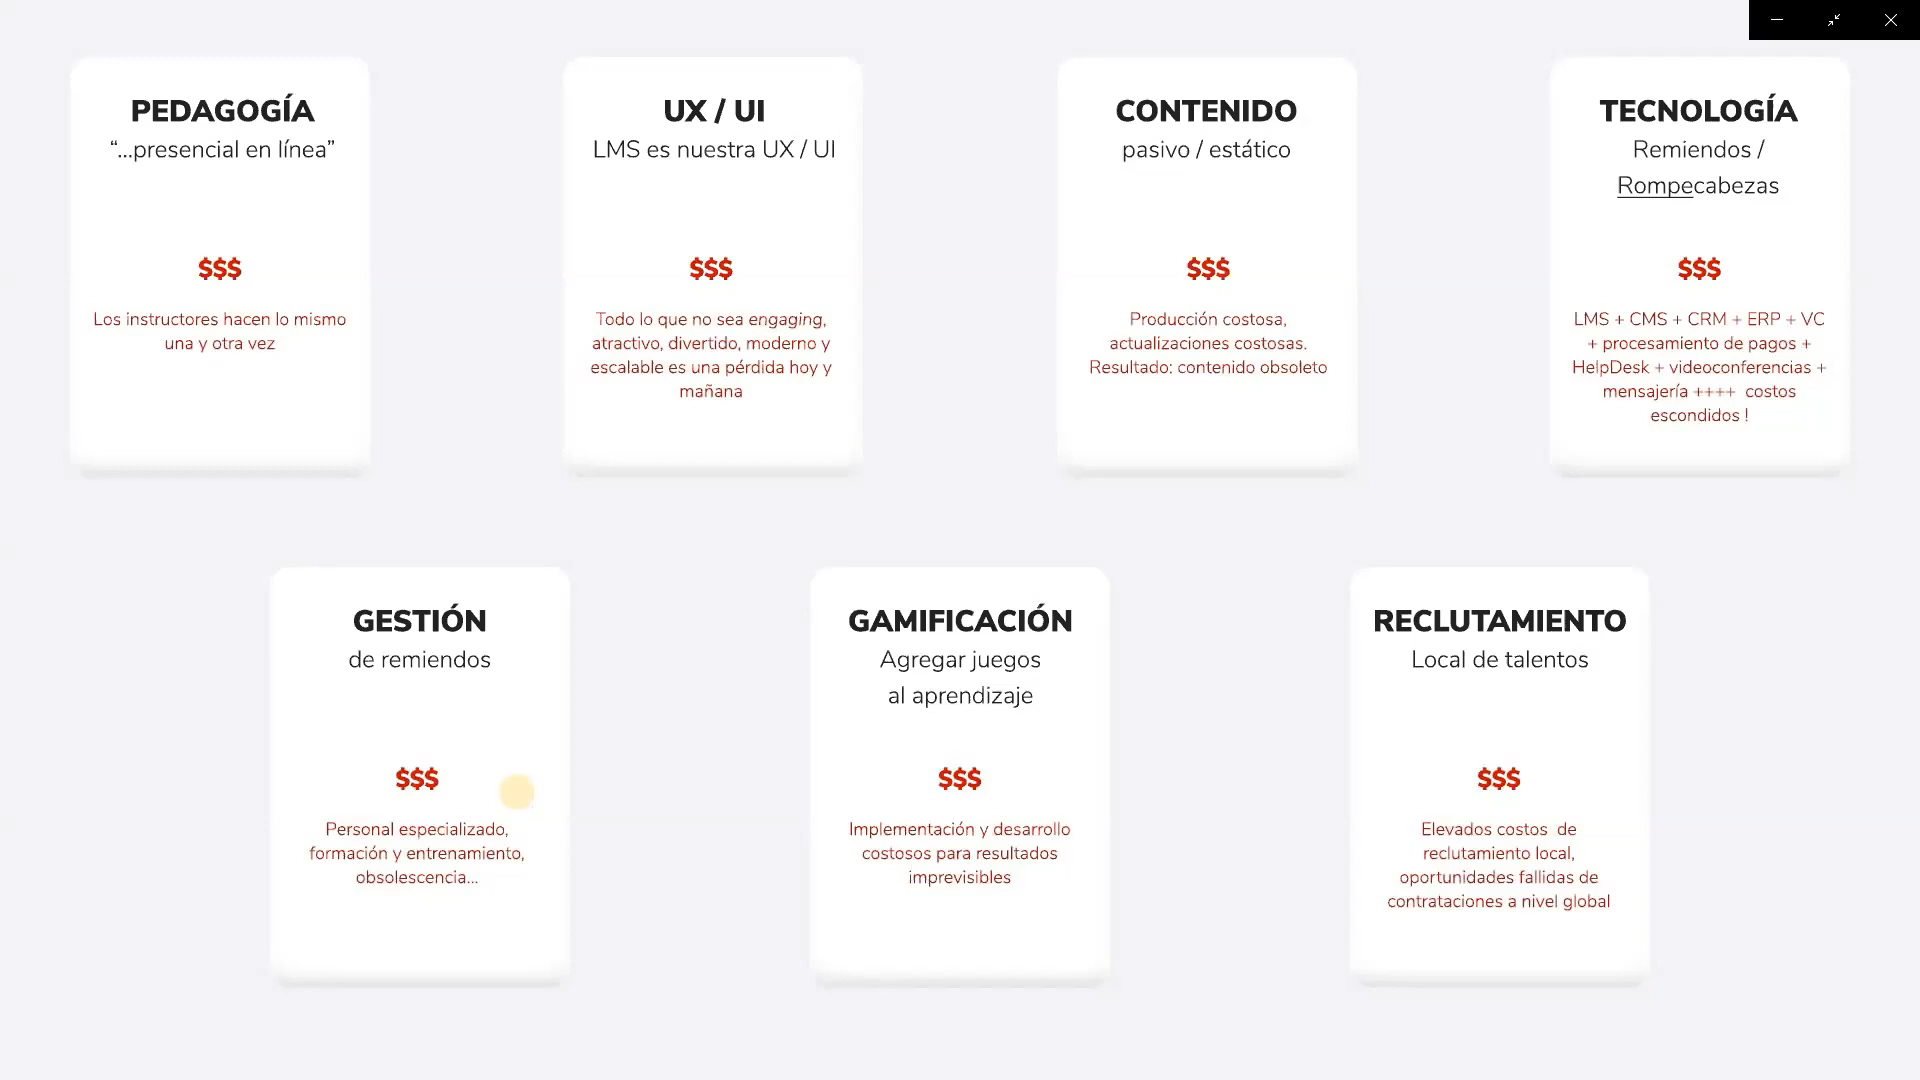 PEDAGOGÍA
“...presencial en línea”
$$$
Los instructores hacen lo mismo
una y otra vez
UX / UI
LMS es nuestra UX / UI
$$$
Todo lo que no sea engaging,
atractivo, divertido, moderno y
escalable es una pérdida hoy y
mañana
CONTENIDO
pasivo / estático
$$$
Producción costosa,
actualizaciones costosas.
Resultado: contenido obsoleto
TECNOLOGÍA
Remiendos /
Rompecabezas
$$$
LMS + CMS + CRM + ERP + VC
+ procesamiento de pagos +
HelpDesk + videoconferencias +
mensajería ++++ costos
escondidos !
GESTIÓN
de remiendos
$$$
Personal especializado,
formación y entrenamiento,
obsolescencia...
GAMIFICACIÓN
Agregar juegos
al aprendizaje
$$$
Implementación y desarrollo
costosos para resultados
imprevisibles
RECLUTAMIENTO
Local de talentos
$$$
Elevados costos de
reclutamiento local,
oportunidades fallidas de
contrataciones a nivel global